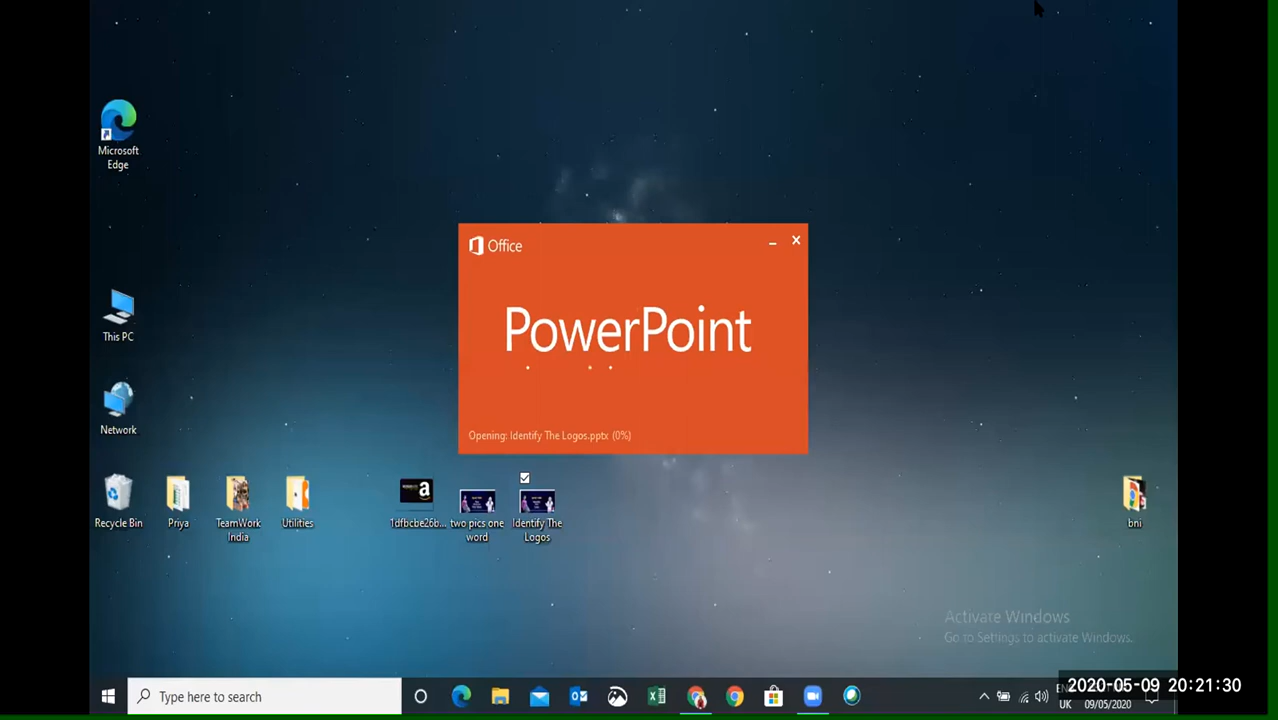 Microsoft
Edge
This PC
Network
Recycle Bin
Priya
TeamWork
India
Utilities
1dfbcbe26b...
two pics one
word
Identify The
Logos
bni
Office
PowerPoint
Opening: Identify The Logos.pptx (0%)
Activate Windows
Go to Settings to activate Windows.
Type here to search
2020-05-09 20:21:30
UK
09/05/2020